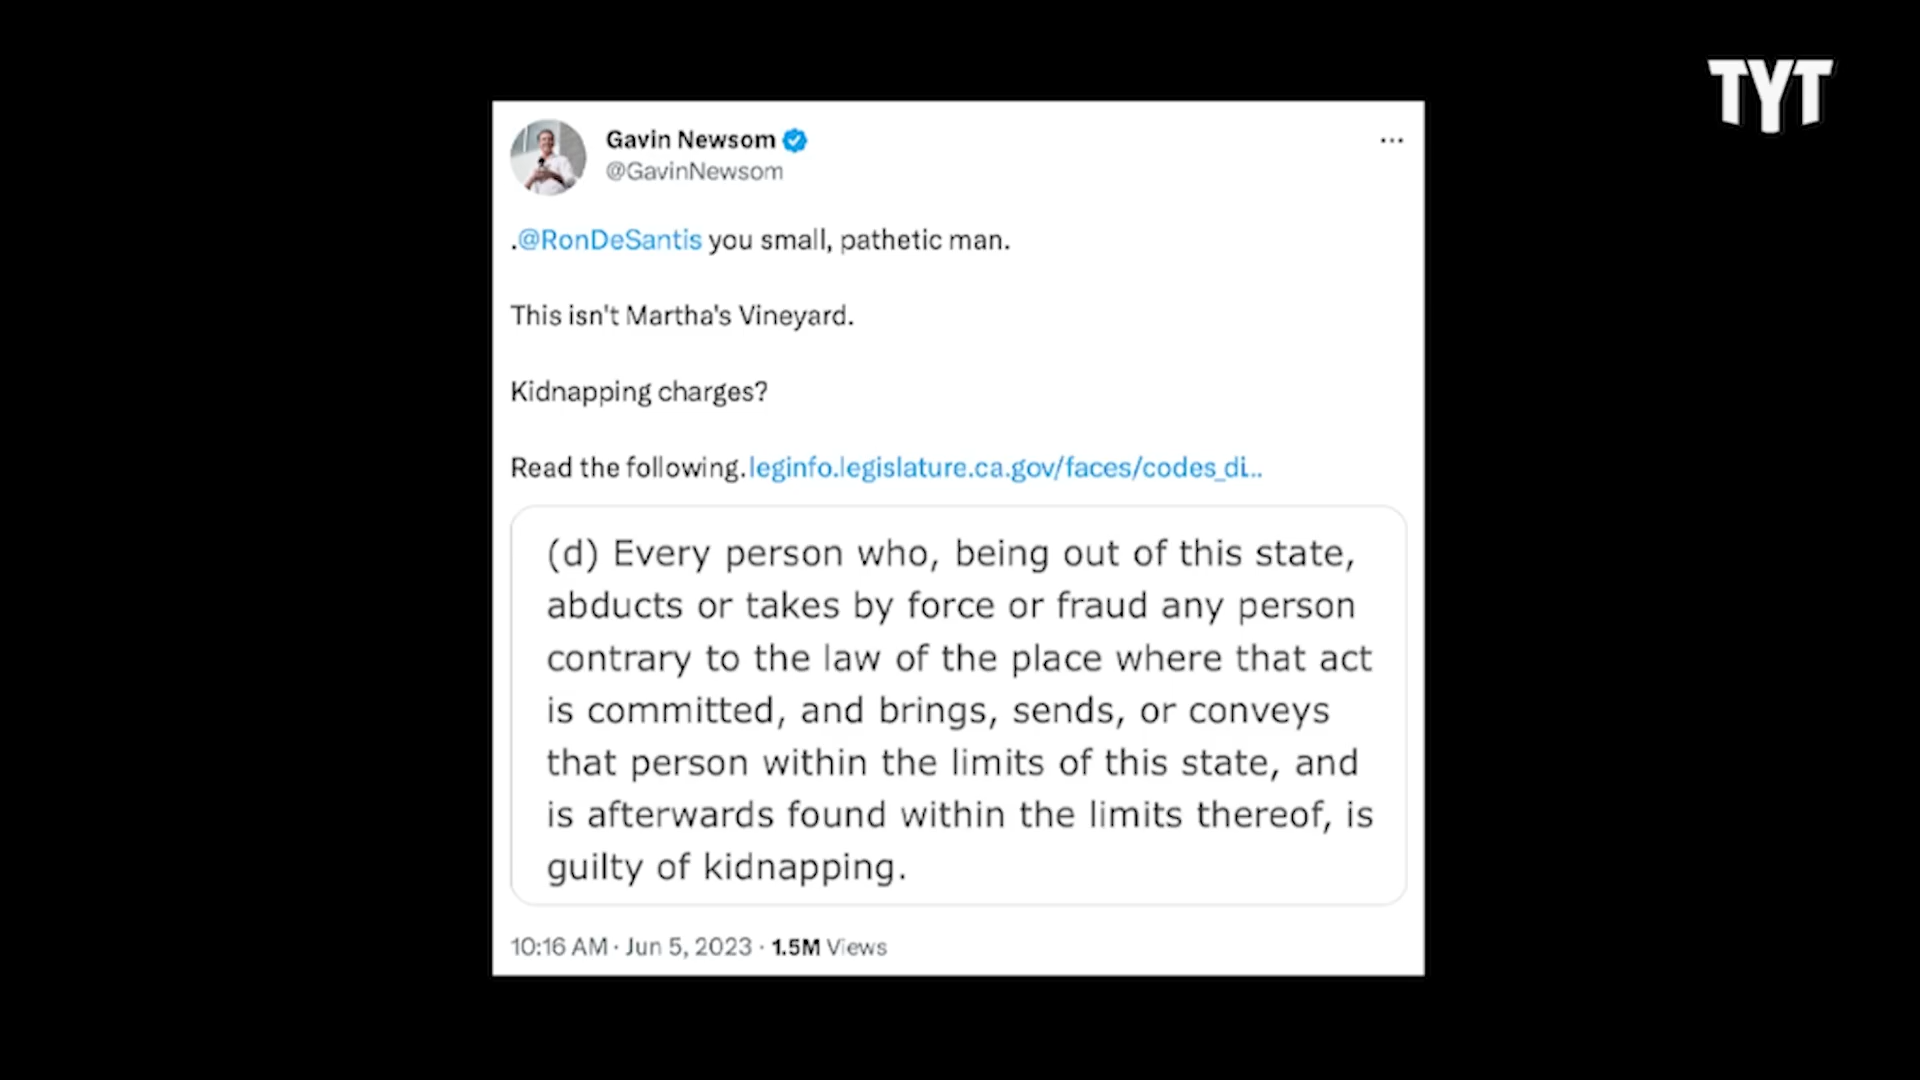 TYT
Gavin Newsom
@GavinNewsom
.@RonDeSantis you small, pathetic man.
This isn't Martha's Vineyard.
Kidnapping charges?
Read the following. leginfo.legislature.ca.gov/faces/codes_di...
(d) Every person who, being out of this state,
abducts or takes by force or fraud any person
contrary to the law of the place where that act
is committed, and brings, sends, or conveys
that person within the limits of this state, and
is afterwards found within the limits thereof, is
guilty of kidnapping.
10:16 AM · Jun 5, 2023 · 1.5M Views